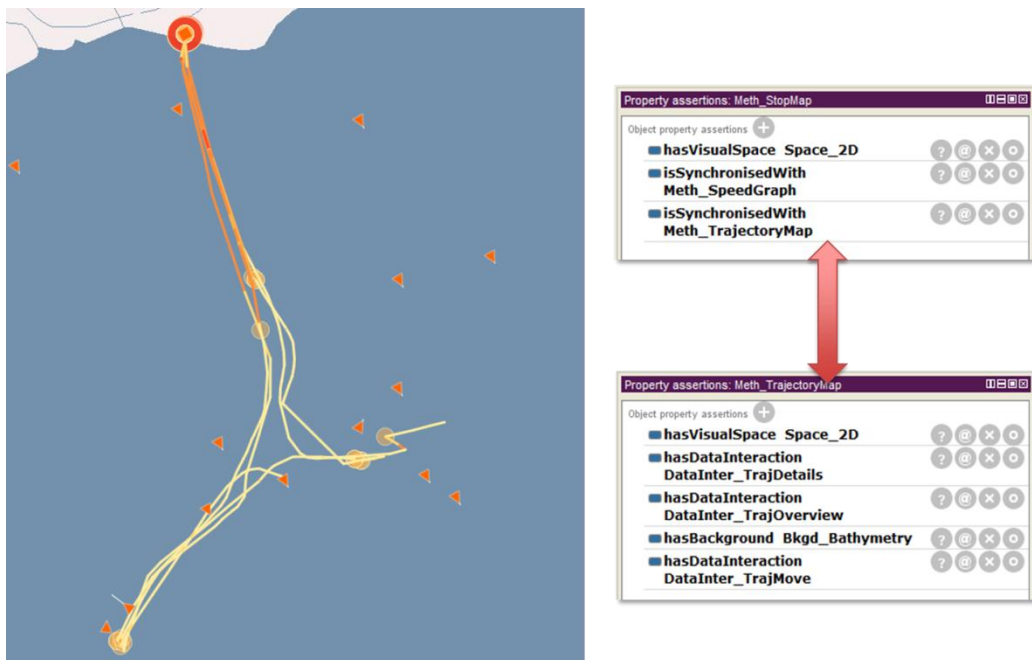 Property assertions: Meth_StopMap
Object property assertions
hasVisualSpace Space_2D
isSynchronisedWith
Meth_SpeedGraph
isSynchronisedWith
Meth_TrajectoryMap
Property assertions: Meth_TrajectoryMap
Object property assertions
hasVisualSpace Space_2D
hasDataInteraction
DataInter_TrajDetails
hasDataInteraction
DataInter_TrajOverview
hasBackground Bkgd_Bathymetry
hasDataInteraction
DataInter_TrajMove